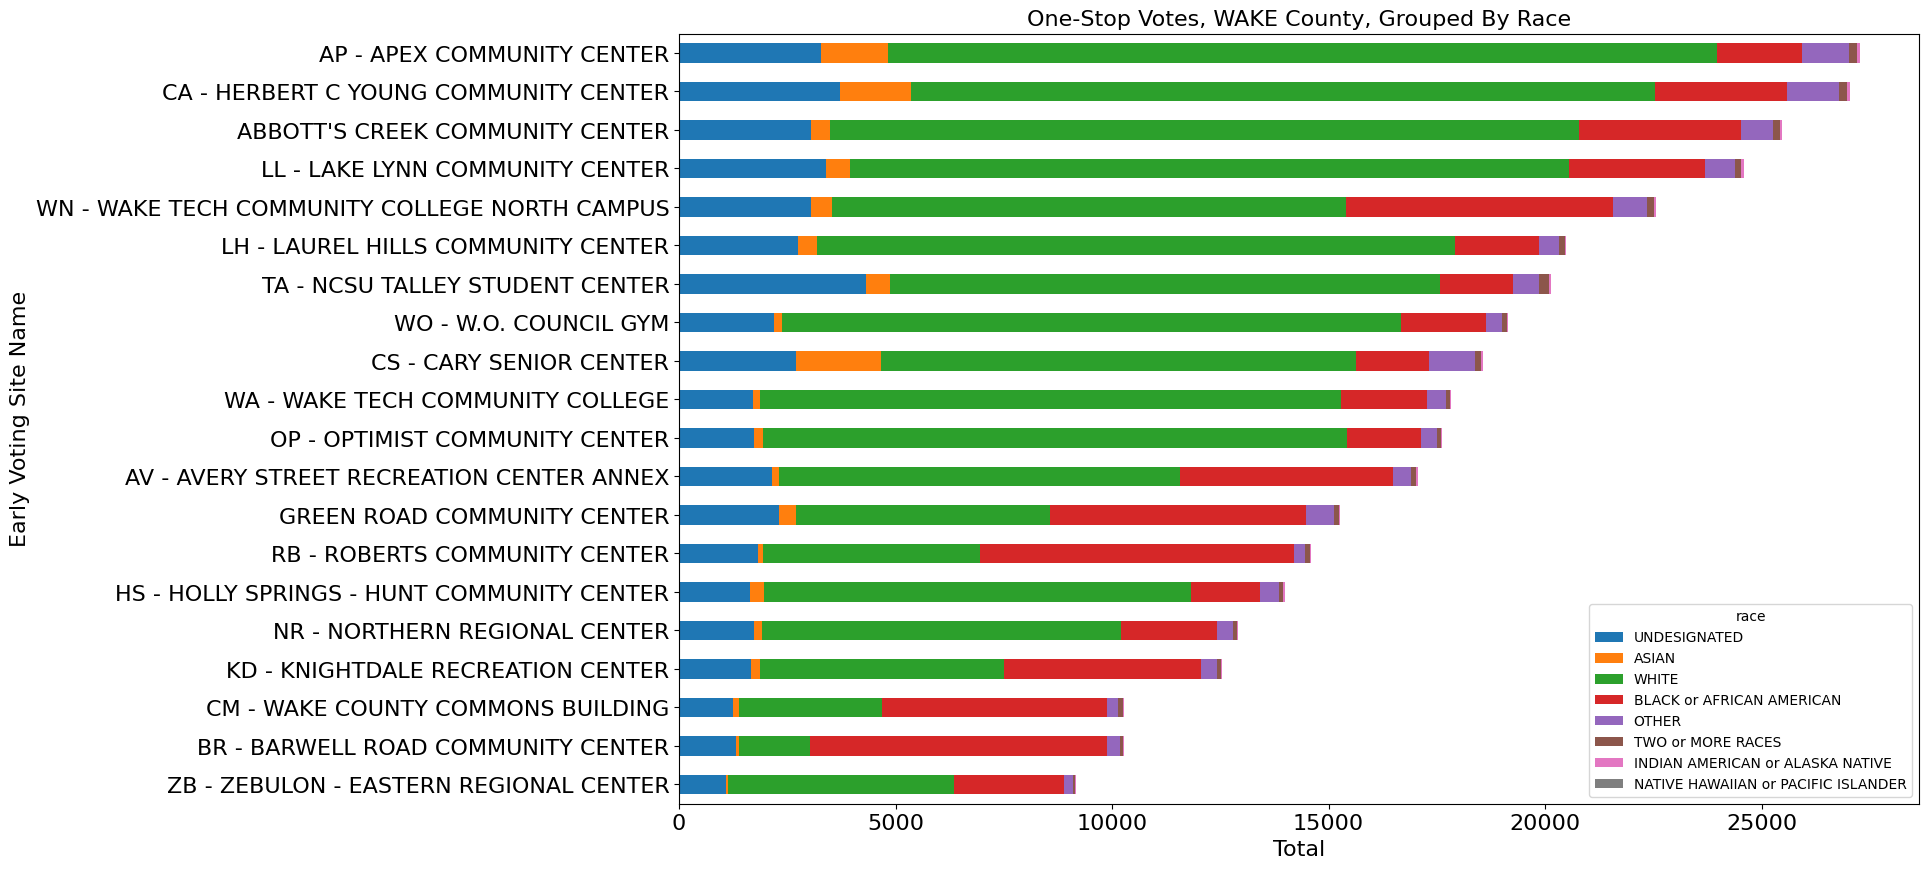 One-Stop Votes, WAKE County, Grouped By Race
Early Voting Site Name
AP - APEX COMMUNITY CENTER
CA - HERBERT C YOUNG COMMUNITY CENTER
ABBOTT'S CREEK COMMUNITY CENTER
LL - LAKE LYNN COMMUNITY CENTER
WN - WAKE TECH COMMUNITY COLLEGE NORTH CAMPUS
LH - LAUREL HILLS COMMUNITY CENTER
TA - NCSU TALLEY STUDENT CENTER
WO - W.O. COUNCIL GYM
CS - CARY SENIOR CENTER
WA - WAKE TECH COMMUNITY COLLEGE
OP - OPTIMIST COMMUNITY CENTER
AV - AVERY STREET RECREATION CENTER ANNEX
GREEN ROAD COMMUNITY CENTER
RB - ROBERTS COMMUNITY CENTER
HS - HOLLY SPRINGS - HUNT COMMUNITY CENTER
NR - NORTHERN REGIONAL CENTER
KD - KNIGHTDALE RECREATION CENTER
CM - WAKE COUNTY COMMONS BUILDING
BR - BARWELL ROAD COMMUNITY CENTER
ZB - ZEBULON - EASTERN REGIONAL CENTER
race
UNDESIGNATED
ASIAN
WHITE
BLACK or AFRICAN AMERICAN
OTHER
TWO or MORE RACES
INDIAN AMERICAN or ALASKA NATIVE
NATIVE HAWAIIAN or PACIFIC ISLANDER
0 5000 10000 15000 20000 25000
Total